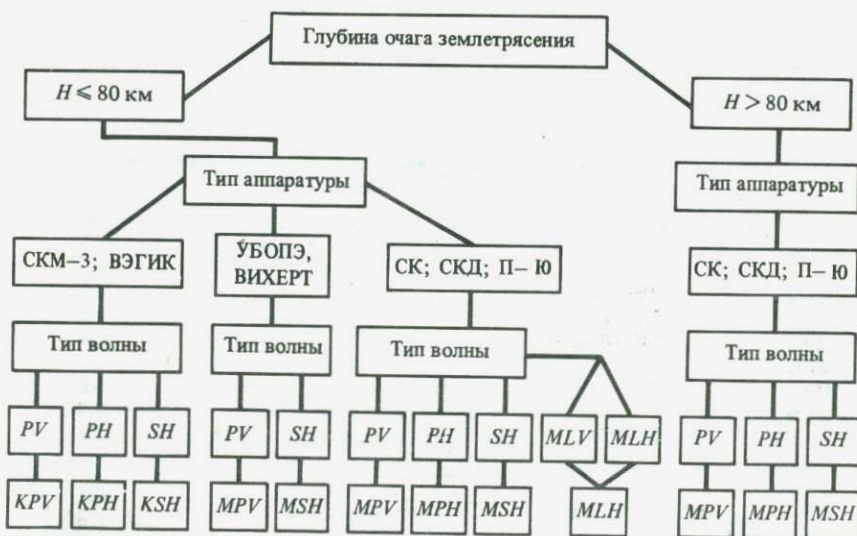 Глубина очага землетрясения
H ⩽ 80 км
H > 80 км
Тип аппаратуры
Тип аппаратуры
СКМ–3; ВЭГИК
УБОПЭ,
ВИХЕРТ
СК; СКД; П– Ю
СК; СКД; П– Ю
Тип волны
Тип волны
Тип волны
Тип волны
PV PH SH PV SH PV PH SH MLV MLH PV PH SH
KPV KPH KSH MPV MSH MPV MPH MSH MLH MPV MPH MSH